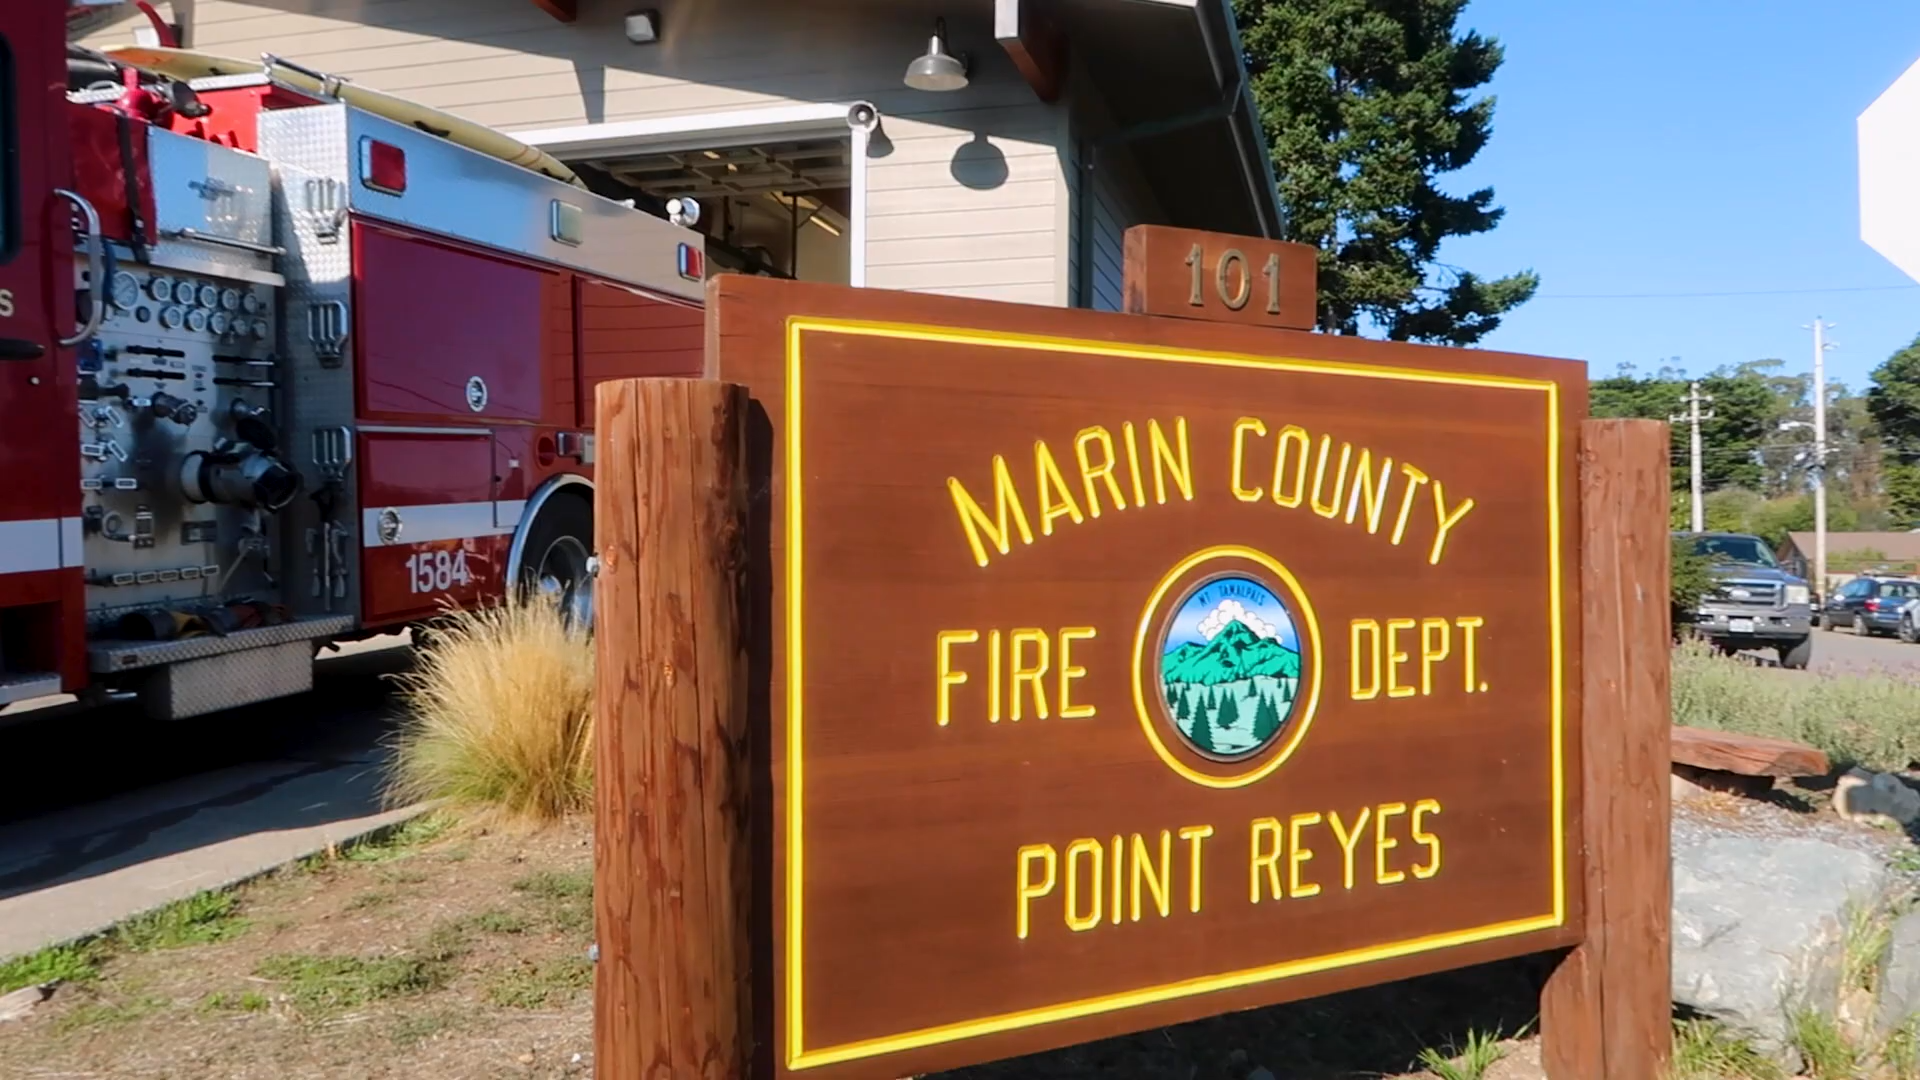 101
MARIN COUNTY
MT. TAMALPAIS
FIRE DEPT.
POINT REYES
1584
S